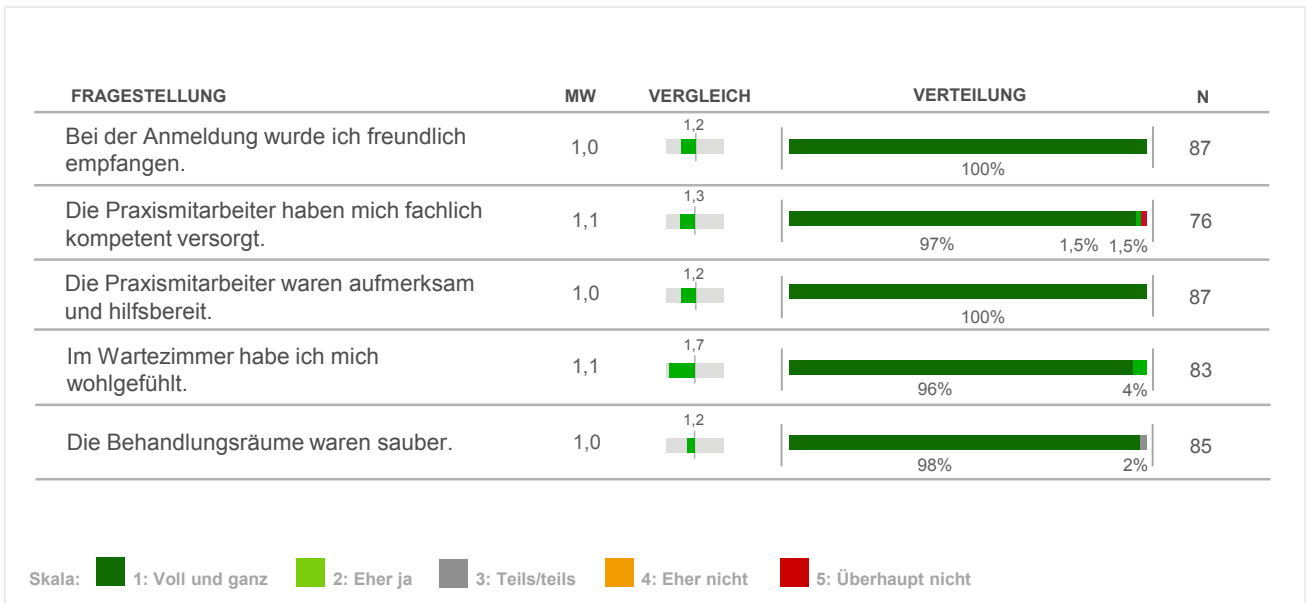 FRAGESTELLUNG MW VERGLEICH VERTEILUNG N
Bei der Anmeldung wurde ich freundlich
empfangen.
1,0
1,2
100%
87
Die Praxismitarbeiter haben mich fachlich
kompetent versorgt.
1,1
1,3
97% 1,5% 1,5%
76
Die Praxismitarbeiter waren aufmerksam
und hilfsbereit.
1,0
1,2
100%
87
Im Wartezimmer habe ich mich
wohlgefühlt.
1,1
1,7
96% 4%
83
Die Behandlungsräume waren sauber.
1,0
1,2
98% 2%
85
Skala: 1: Voll und ganz 2: Eher ja 3: Teils/teils 4: Eher nicht 5: Überhaupt nicht